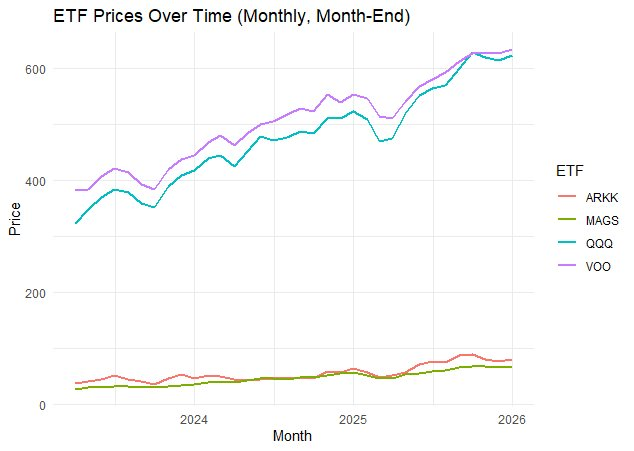 ETF Prices Over Time (Monthly, Month-End)
Price
600
400
200
0
2024
2025
2026
Month
ETF
ARKK
MAGS
QQQ
VOO